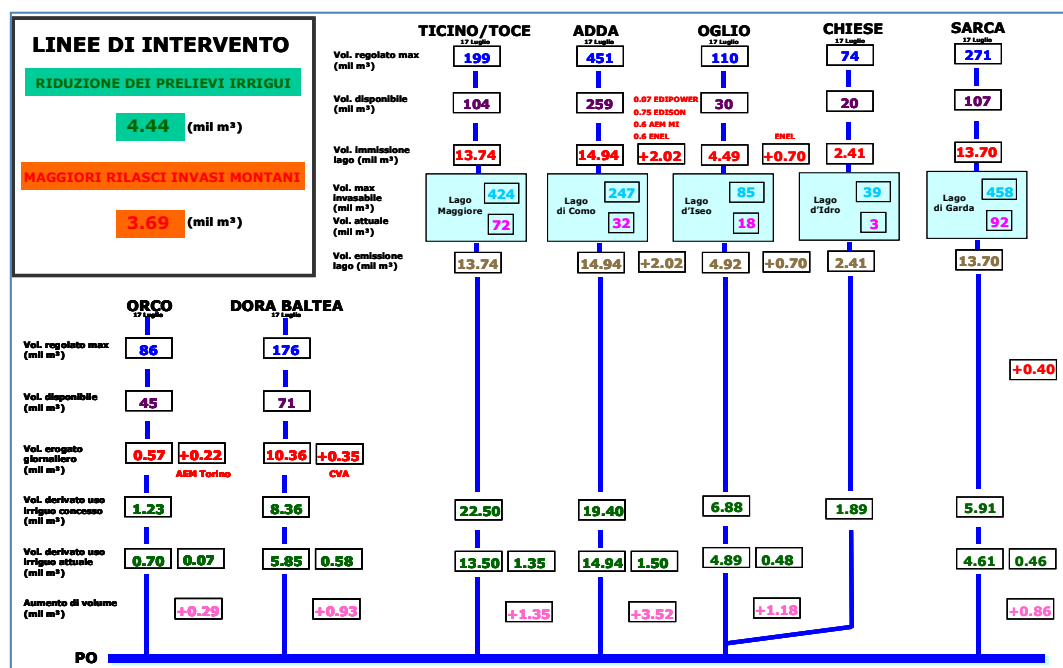 LINEE DI INTERVENTO
RIDUZIONE DEI PRELIEVI IRRIGUI
4.44 (mil m³)
MAGGIORI RILASCI INVASI MONTANI
3.69 (mil m³)
TICINO/TOCE ADDA OGLIO CHIESE SARCA
17 Luglio 17 Luglio 17 Luglio 17 Luglio 17 Luglio
Vol. regolato max
(mil m³)
199 451 110 74 271
Vol. disponibile
(mil m³)
104 259 30 20 107
0.07 EDIPOWER
0.75 EDISON
0.6 AEM MI
0.6 ENEL
ENEL
Vol. immissione
lago (mil m³)
13.74 14.94 +2.02 4.49 +0.70 2.41 13.70
Vol. max
invasabile
(mil m³)
Vol. attuale
(mil m³)
Lago
Maggiore
424
72
Lago
di Como
247
32
Lago
d'Iseo
85
18
Lago
d'Idro
39
3
Lago
di Garda
458
92
Vol. emissione
lago (mil m³)
13.74 14.94 +2.02 4.92 +0.70 2.41 13.70
ORCO DORA BALTEA
17 Luglio 17 Luglio
Vol. regolato max
(mil m³)
86 176
+0.40
Vol. disponibile
(mil m³)
45 71
Vol. erogato
giornaliero
(mil m³)
0.57 +0.22 10.36 +0.35
AEM Torino CVA
Vol. derivato uso
irriguo concesso
(mil m³)
1.23 8.36 22.50 19.40 6.88 1.89 5.91
Vol. derivato uso
irriguo attuale
(mil m³)
0.70 0.07 5.85 0.58 13.50 1.35 14.94 1.50 4.89 0.48 4.61 0.46
Aumento di volume
(mil m³)
+0.29 +0.93 +1.35 +3.52 +1.18 +0.86
PO